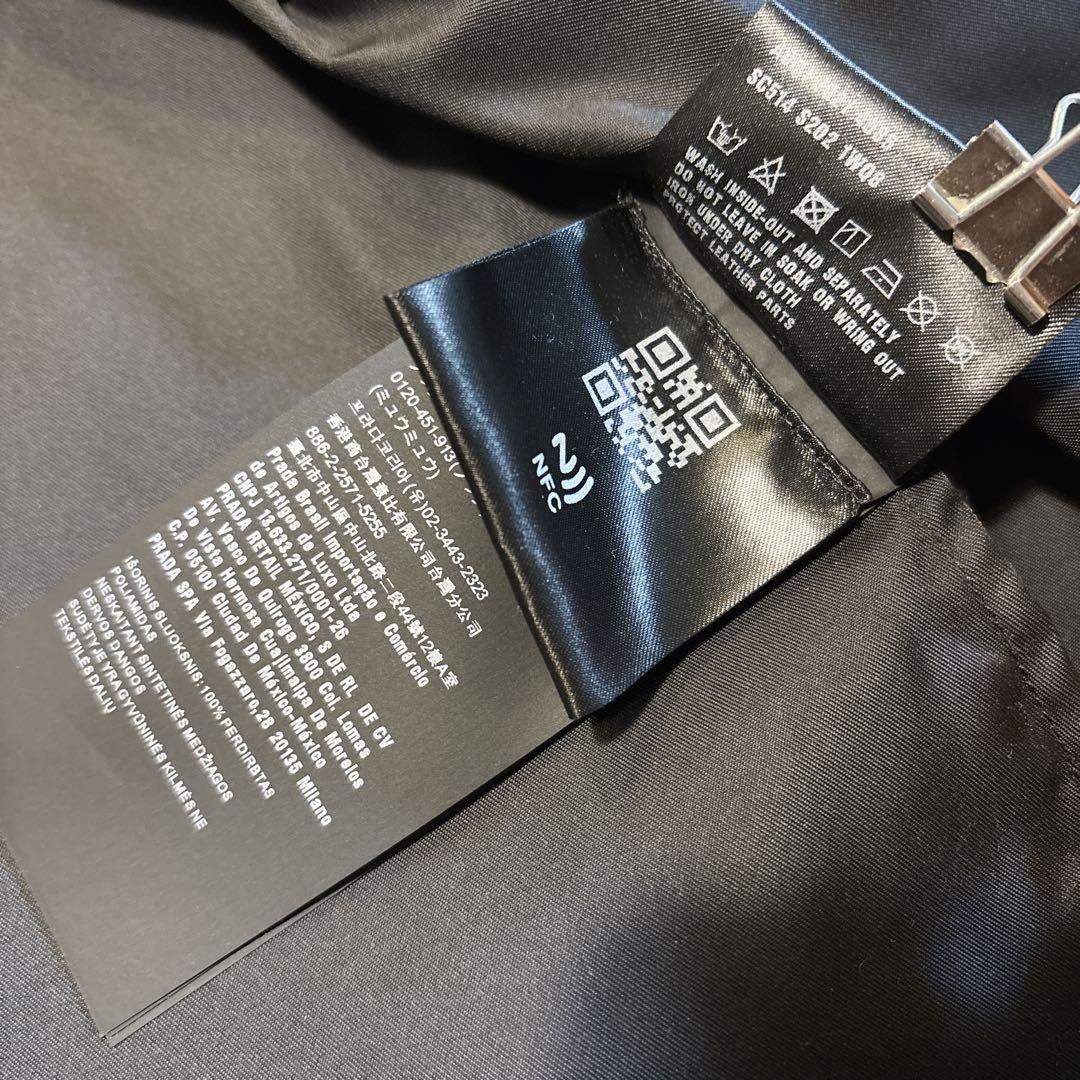 SC514 S202 1WQ8
WASH INSIDE-OUT AND SEPARATELY
DO NOT LEAVE IN SOAK OR WRING OUT
IRON UNDER DRY CLOTH
PROTECT LEATHER PARTS
NFC
0120-451-913(プラ
(ミュウミュウ)
프라다코리아(유)02-3443-2323
香港商台灣惠比有限公司台灣分公司
886-2-2571-5255
臺北市中山區中山北路二段44號12樓A室
Prada Brasil Importação e Comércio
de Artigos de Luxo Ltda
CNPJ 13.633.271/0001-26
PRADA RETAIL MÉXICO, S DE RL DE CV
AV. Vasco De Quiroga 3800 Col. Lomas
De Vista Hermosa Cuajimalpa De Morelos
C.P. 05100 Ciudad De México-México
PRADA SPA Via Fogazzaro,28 20135 Milano
IŠORINIS SLUOKSNIS: 100% PERDIRBTAS
POLIAMIDAS
NESKAITANT SINTETINĖS MEDŽIAGOS
DERVOS DANGOS
SUDĖTYJE YRA GYVŪNINĖS KILMĖS NE
TEKSTILĖS DALIŲ